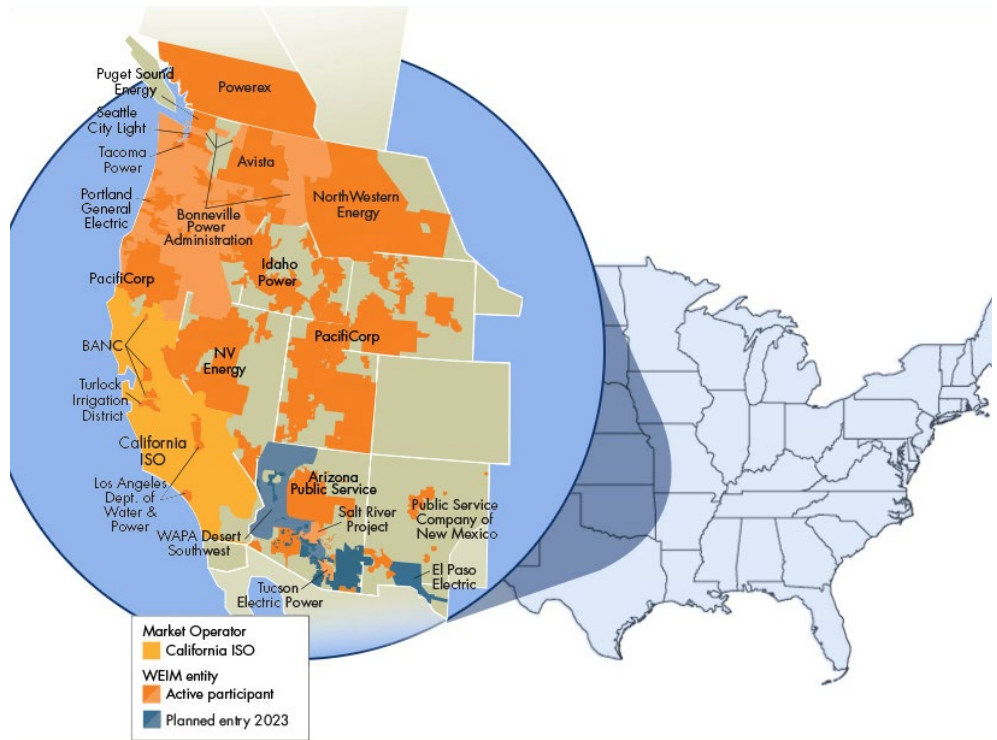 Puget Sound
Energy
Powerex
Seattle
City Light
Tacoma
Power
Avista
Portland
General
Electric
NorthWestern
Energy
Bonneville
Power
Administration
PacifiCorp
Idaho
Power
BANC
NV
Energy
PacifiCorp
Turlock
Irrigation
District
California
ISO
Los Angeles
Dept. of
Water &
Power
Arizona
Public Service
Salt River
Project
Public Service
Company of
New Mexico
WAPA Desert
Southwest
El Paso
Electric
Tucson
Electric Power
Market Operator
California ISO
WEIM entity
Active participant
Planned entry 2023